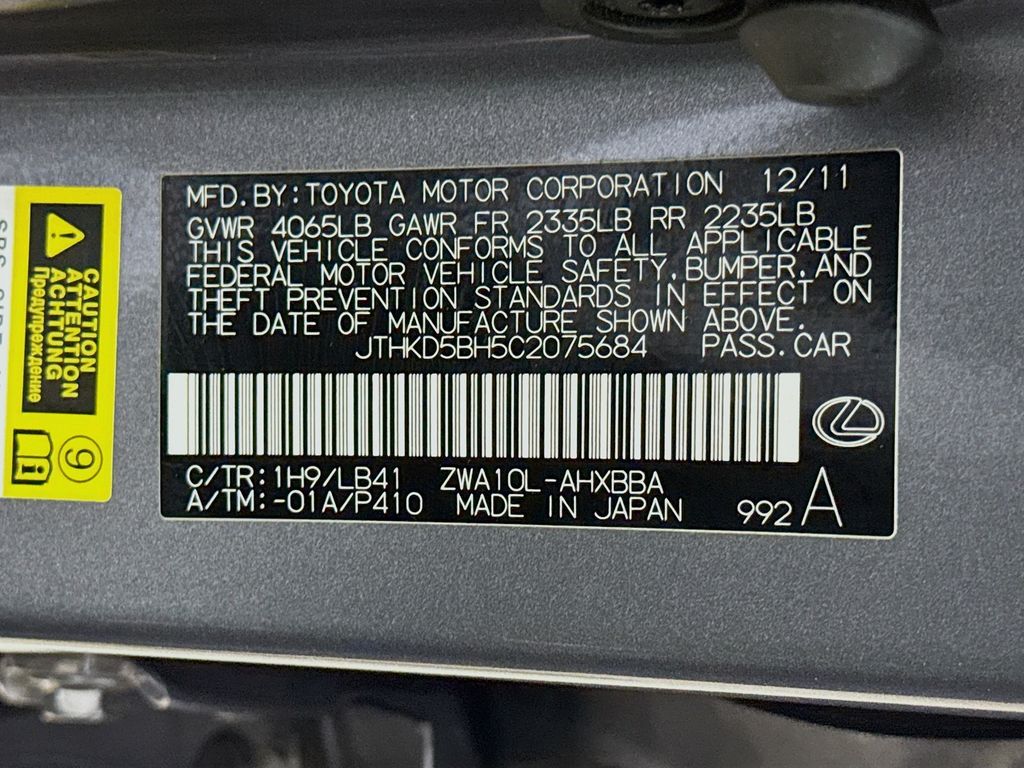 MFD.BY:TOYOTA MOTOR CORPORATION 12/11
GVWR 4065LB GAWR FR 2335LB RR 2235LB
THIS VEHICLE CONFORMS TO ALL APPLICABLE
FEDERAL MOTOR VEHICLE SAFETY,BUMPER,AND
THEFT PREVENTION STANDARDS IN EFFECT ON
THE DATE OF MANUFACTURE SHOWN ABOVE.
JTHKD5BH5C2075684 PASS.CAR
C/TR:1H9/LB41 ZWA10L-AHXBBA
A/TM:-01A/P410 MADE IN JAPAN 992 A
CAUTION
ATTENTION
ACHTUNG
Предупреждение
9